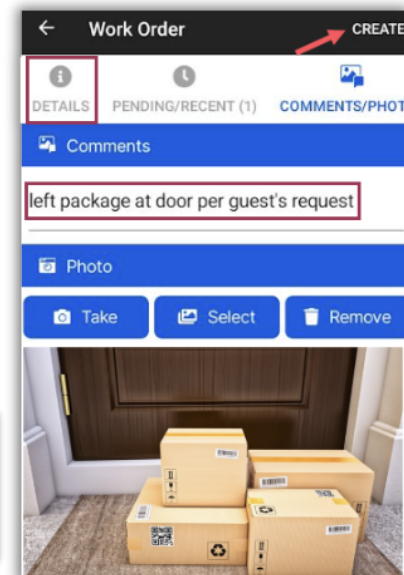 Work Order
CREATE
DETAILS
PENDING/RECENT (1)
COMMENTS/PHOT
Comments
left package at door per guest's request
Photo
Take
Select
Remove